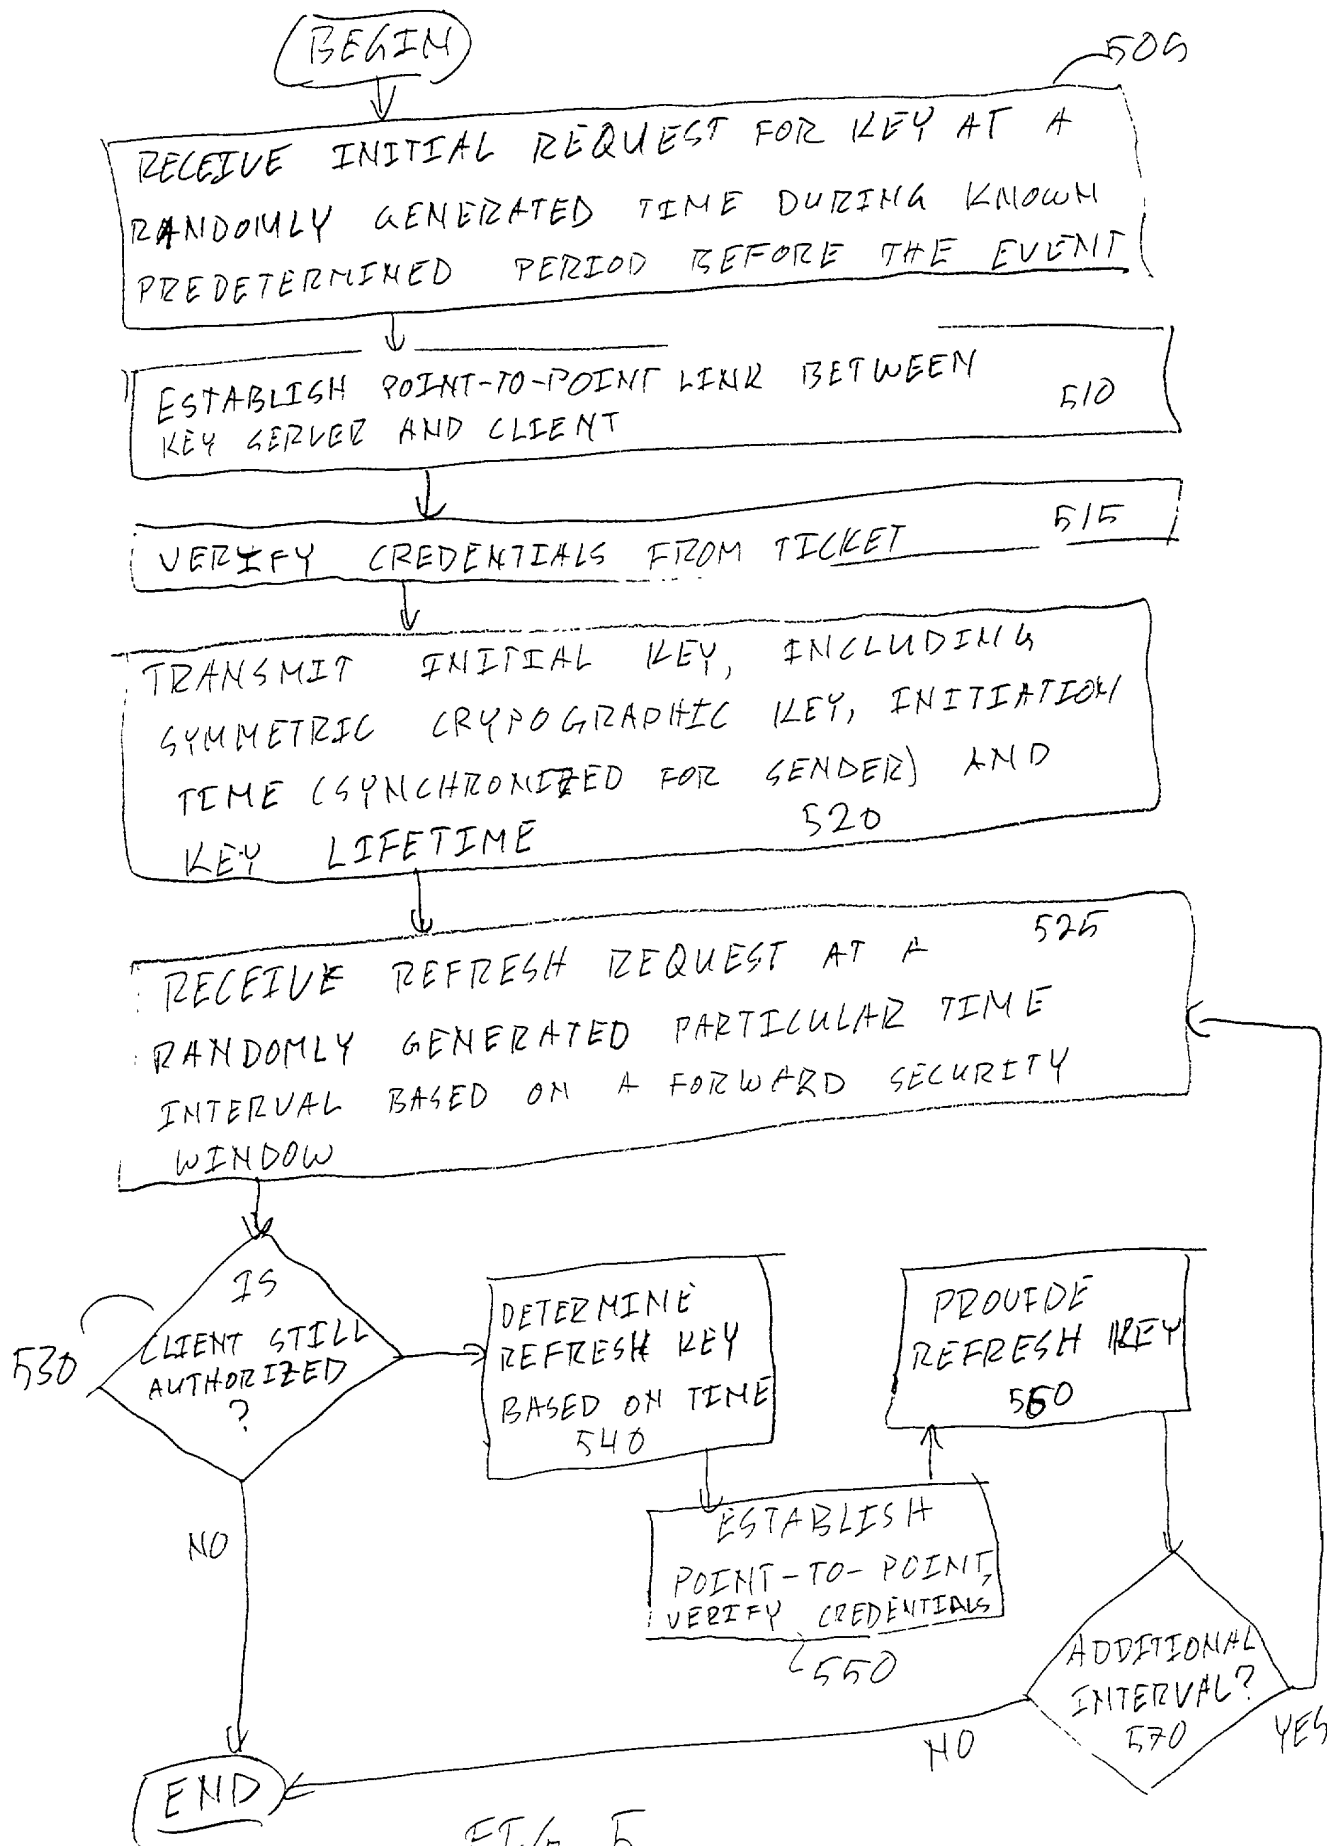 BEGIN
505
RECEIVE INITIAL REQUEST FOR KEY AT A
RANDOMLY GENERATED TIME DURING KNOWN
PREDETERMINED PERIOD BEFORE THE EVENT
ESTABLISH POINT-TO-POINT LINK BETWEEN
KEY SERVER AND CLIENT
510
VERIFY CREDENTIALS FROM TICKET
515
TRANSMIT INITIAL KEY, INCLUDING
SYMMETRIC CRYPOGRAPHIC KEY, INITIATION
TIME (SYNCHRONIZED FOR SENDER) AND
KEY LIFETIME
520
525
RECEIVE REFRESH REQUEST AT A
RANDOMLY GENERATED PARTICULAR TIME
INTERVAL BASED ON A FORWARD SECURITY
WINDOW
530
IS
CLIENT STILL
AUTHORIZED
?
DETERMINE
REFRESH KEY
BASED ON TIME
540
ESTABLISH
POINT-TO-POINT,
VERIFY CREDENTIALS
550
PROVIDE
REFRESH KEY
560
ADDITIONAL
INTERVAL?
570
YES
NO
NO
END
FIG. 5